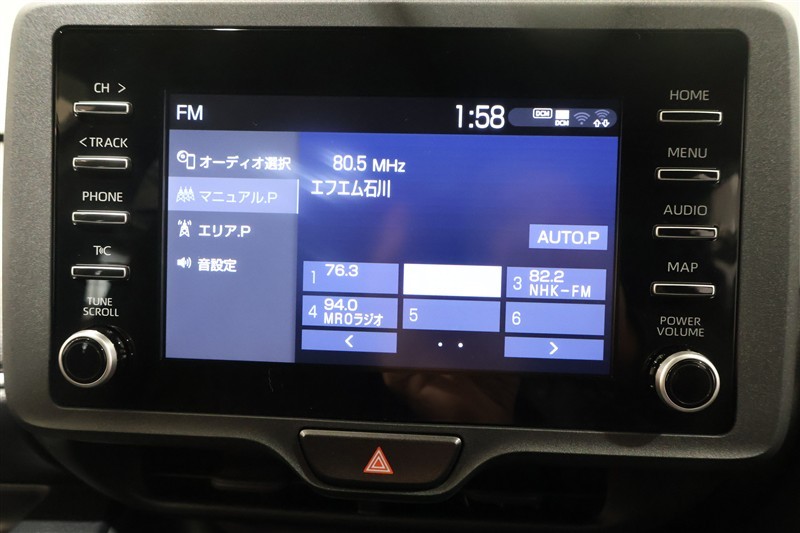 CH >
< TRACK
PHONE
T C
TUNE
SCROLL
FM
1:58
DCM
DCM
オーディオ選択
マニュアル.P
エリア.P
音設定
80.5 MHz
エフエム石川
AUTO.P
1 76.3
3 82.2
NHK-FM
4 94.0
MROラジオ
5
6
<
>
HOME
MENU
AUDIO
MAP
POWER
VOLUME